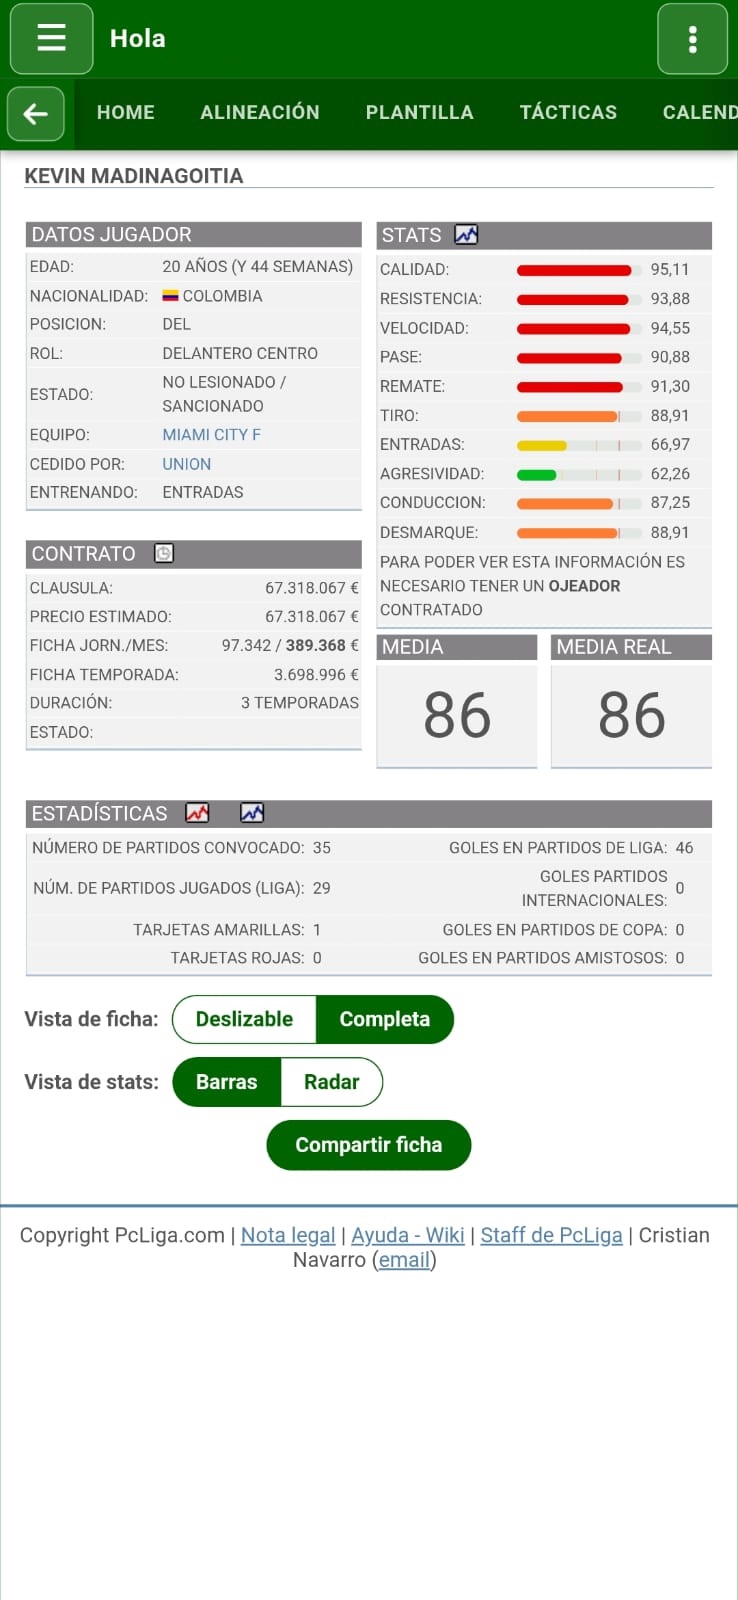 Hola
HOME ALINEACIÓN PLANTILLA TÁCTICAS CALEND
KEVIN MADINAGOITIA
DATOS JUGADOR
EDAD: 20 AÑOS (Y 44 SEMANAS)
NACIONALIDAD: COLOMBIA
POSICION: DEL
ROL: DELANTERO CENTRO
ESTADO: NO LESIONADO /
SANCIONADO
EQUIPO: MIAMI CITY F
CEDIDO POR: UNION
ENTRENANDO: ENTRADAS
CONTRATO
CLAUSULA: 67.318.067 €
PRECIO ESTIMADO: 67.318.067 €
FICHA JORN./MES: 97.342 / 389.368 €
FICHA TEMPORADA: 3.698.996 €
DURACIÓN: 3 TEMPORADAS
ESTADO:
STATS
CALIDAD: 95,11
RESISTENCIA: 93,88
VELOCIDAD: 94,55
PASE: 90,88
REMATE: 91,30
TIRO: 88,91
ENTRADAS: 66,97
AGRESIVIDAD: 62,26
CONDUCCION: 87,25
DESMARQUE: 88,91
PARA PODER VER ESTA INFORMACIÓN ES
NECESARIO TENER UN OJEADOR
CONTRATADO
MEDIA
86
MEDIA REAL
86
ESTADÍSTICAS
NÚMERO DE PARTIDOS CONVOCADO: 35
GOLES EN PARTIDOS DE LIGA: 46
NÚM. DE PARTIDOS JUGADOS (LIGA): 29
GOLES PARTIDOS
INTERNACIONALES: 0
TARJETAS AMARILLAS: 1
GOLES EN PARTIDOS DE COPA: 0
TARJETAS ROJAS: 0
GOLES EN PARTIDOS AMISTOSOS: 0
Vista de ficha: Deslizable Completa
Vista de stats: Barras Radar
Compartir ficha
Copyright PcLiga.com | Nota legal | Ayuda - Wiki | Staff de PcLiga | Cristian
Navarro (email)